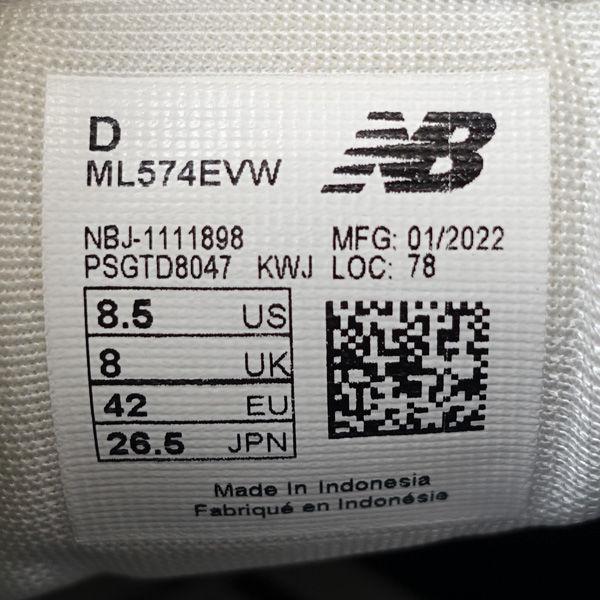 D
NB
ML574EVW
NBJ-1111898 MFG: 01/2022
PSGTD8047 KWJ LOC: 78
8.5 US
8 UK
42 EU
26.5 JPN
Made In Indonesia
Fabriqué en Indonésie